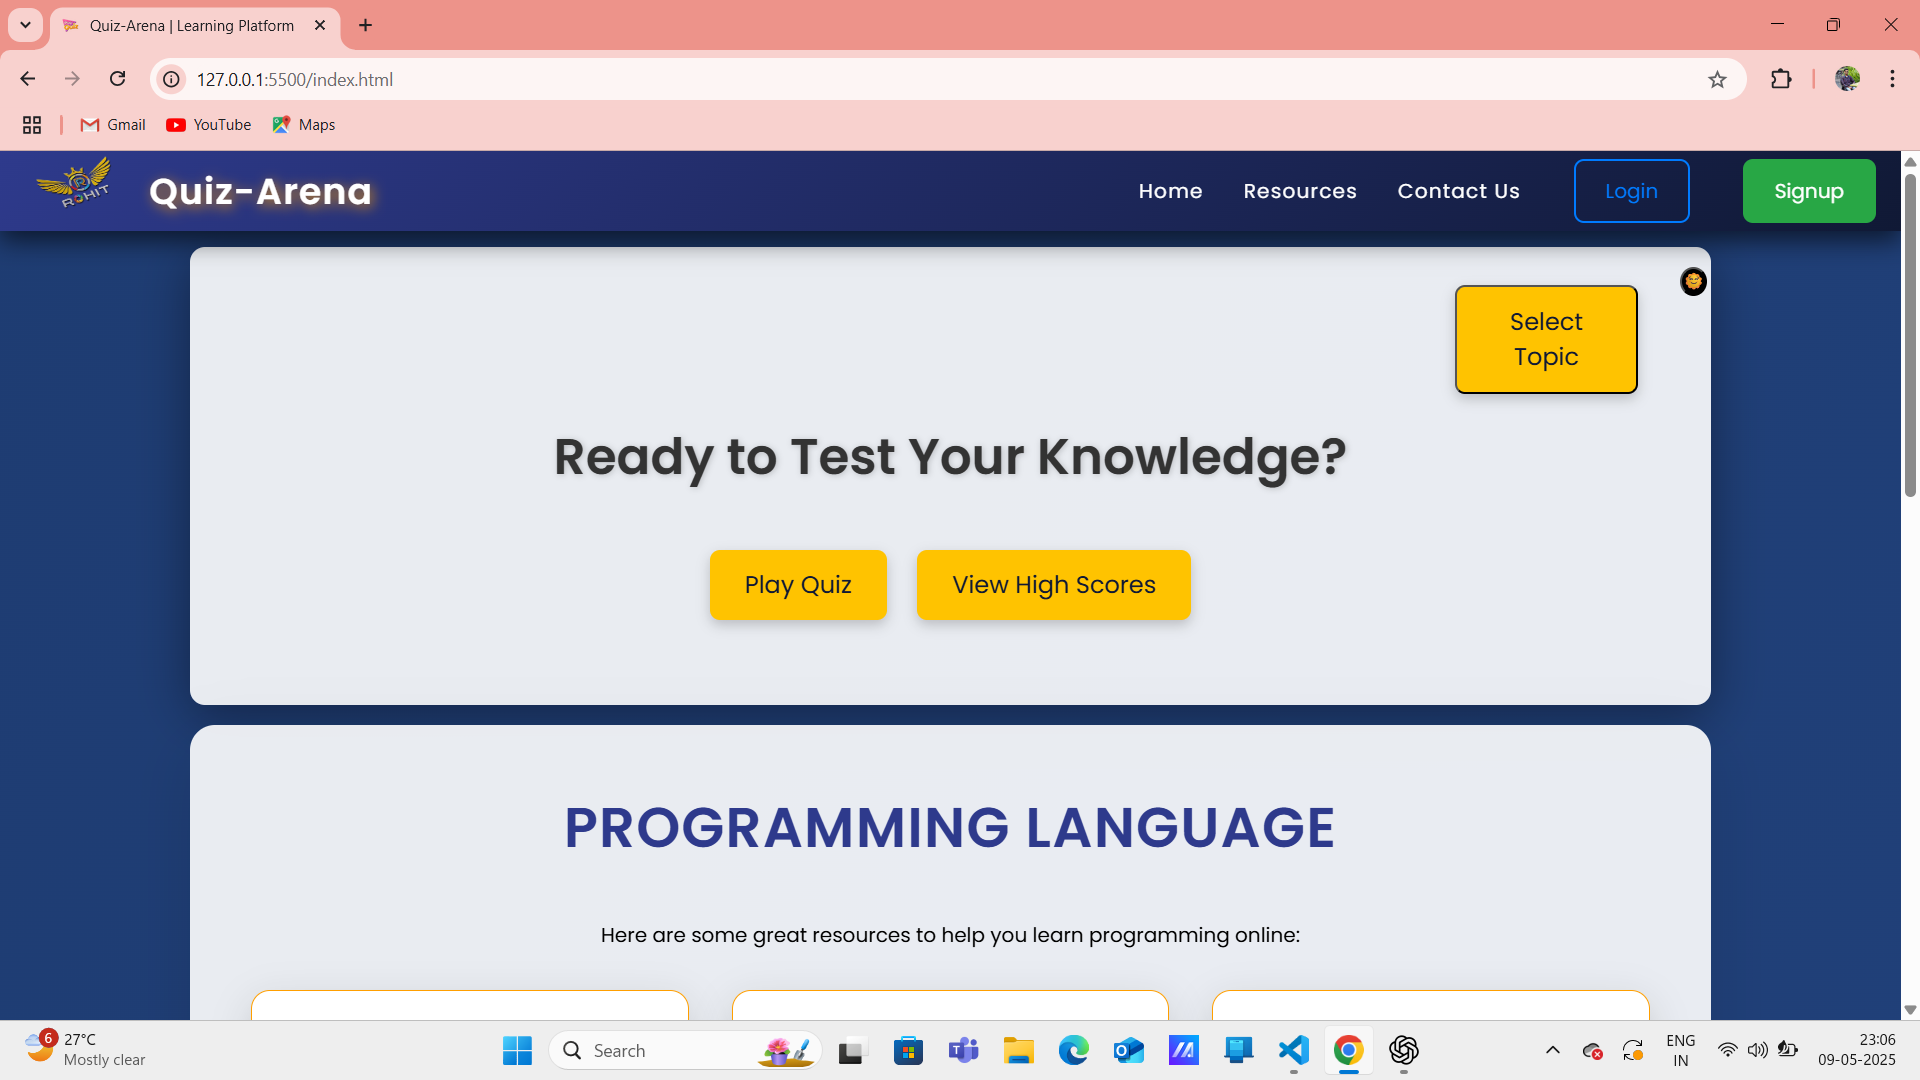 Quiz-Arena | Learning Platform
127.0.0.1:5500/index.html
Gmail YouTube Maps
ROHIT
Quiz-Arena Home Resources Contact Us Login Signup
Select
Topic
Ready to Test Your Knowledge?
Play Quiz View High Scores
PROGRAMMING LANGUAGE
Here are some great resources to help you learn programming online:
6 27°C
Mostly clear
Search
ENG
IN
23:06
09-05-2025